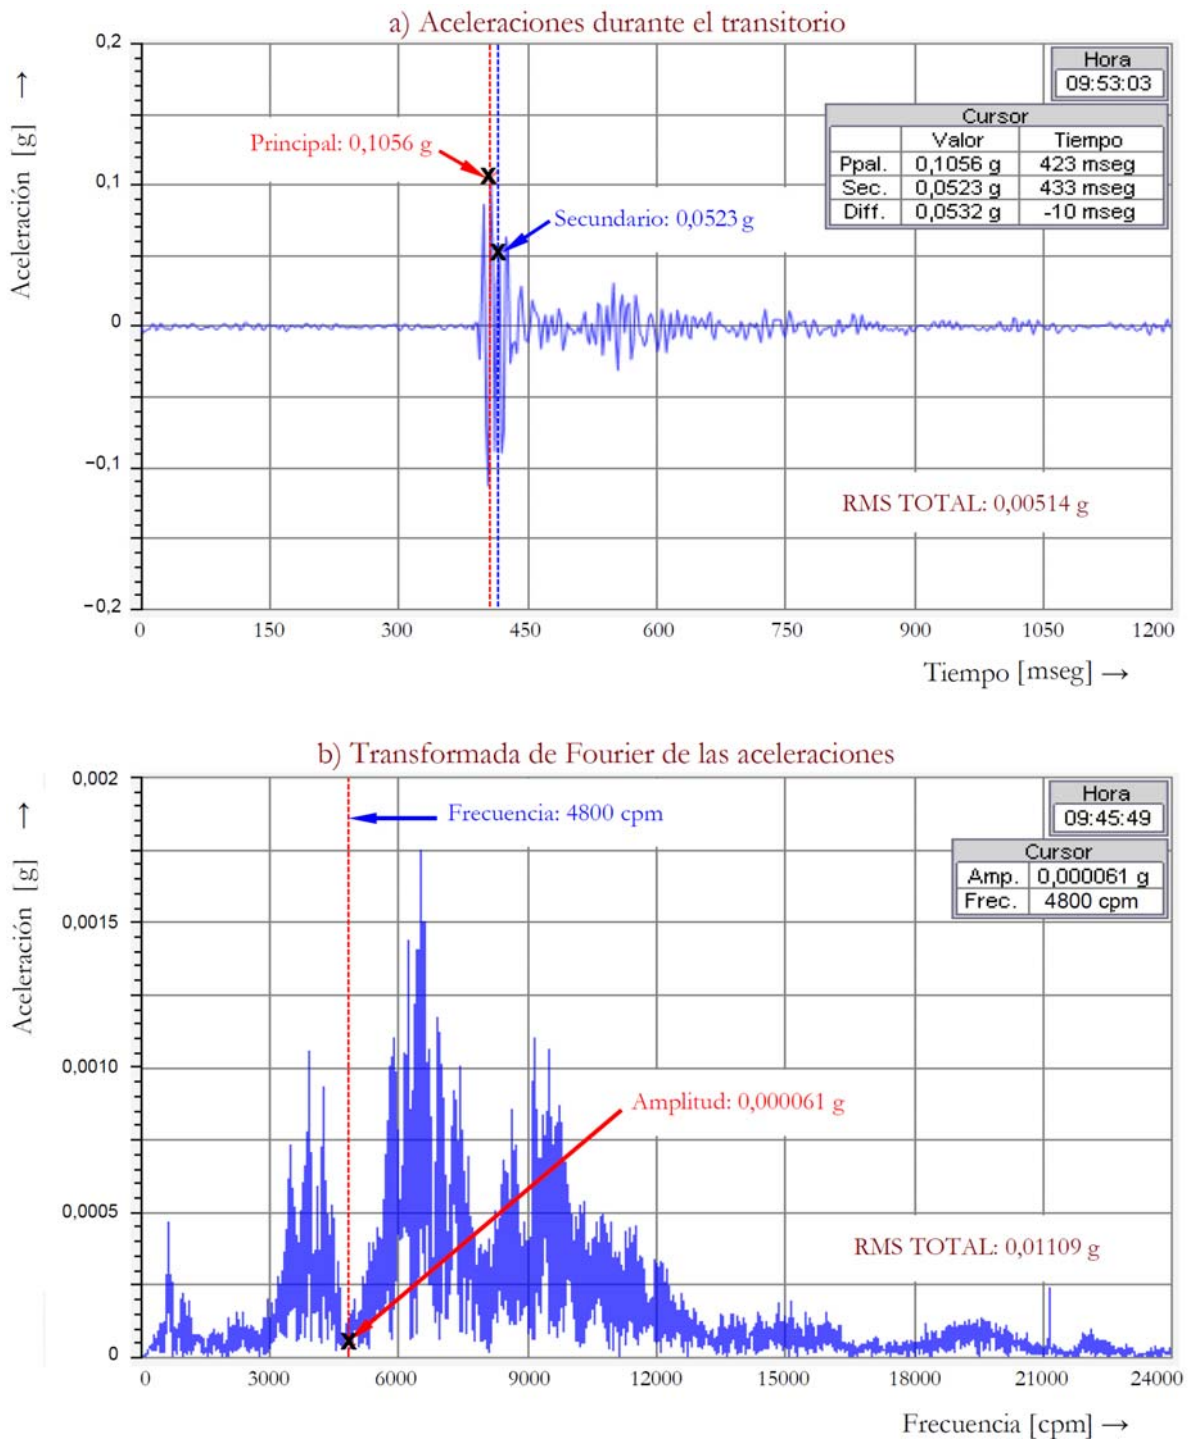 a) Aceleraciones durante el transitorio
Aceleración [g] →
0,2
0,1
0
−0,1
−0,2
Hora
09:53:03
Cursor
Valor Tiempo
Ppal. 0,1056 g 423 mseg
Sec. 0,0523 g 433 mseg
Diff. 0,0532 g -10 mseg
Principal: 0,1056 g
X
Secundario: 0,0523 g
X
RMS TOTAL: 0,00514 g
0 150 300 450 600 750 900 1050 1200
Tiempo [mseg] →
b) Transformada de Fourier de las aceleraciones
Aceleración [g] →
0,002
0,0015
0,0010
0,0005
0
Frecuencia: 4800 cpm
Hora
09:45:49
Cursor
Amp. 0,000061 g
Frec. 4800 cpm
Amplitud: 0,000061 g
RMS TOTAL: 0,01109 g
X
0 3000 6000 9000 12000 15000 18000 21000 24000
Frecuencia [cpm] →